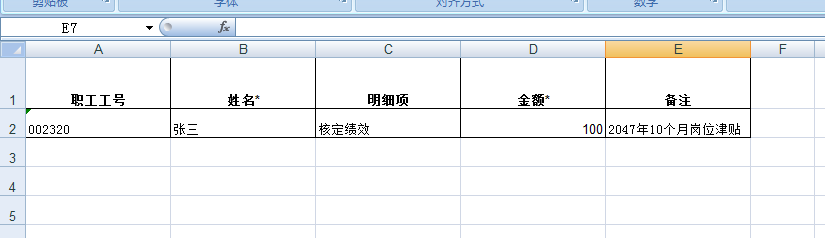 剪贴板 字体 对齐方式 数字
E7 fx
A B C D E F
1 职工工号 姓名* 明细项 金额* 备注
2 002320 张三 核定绩效 100 2047年10个月岗位津贴
3
4
5